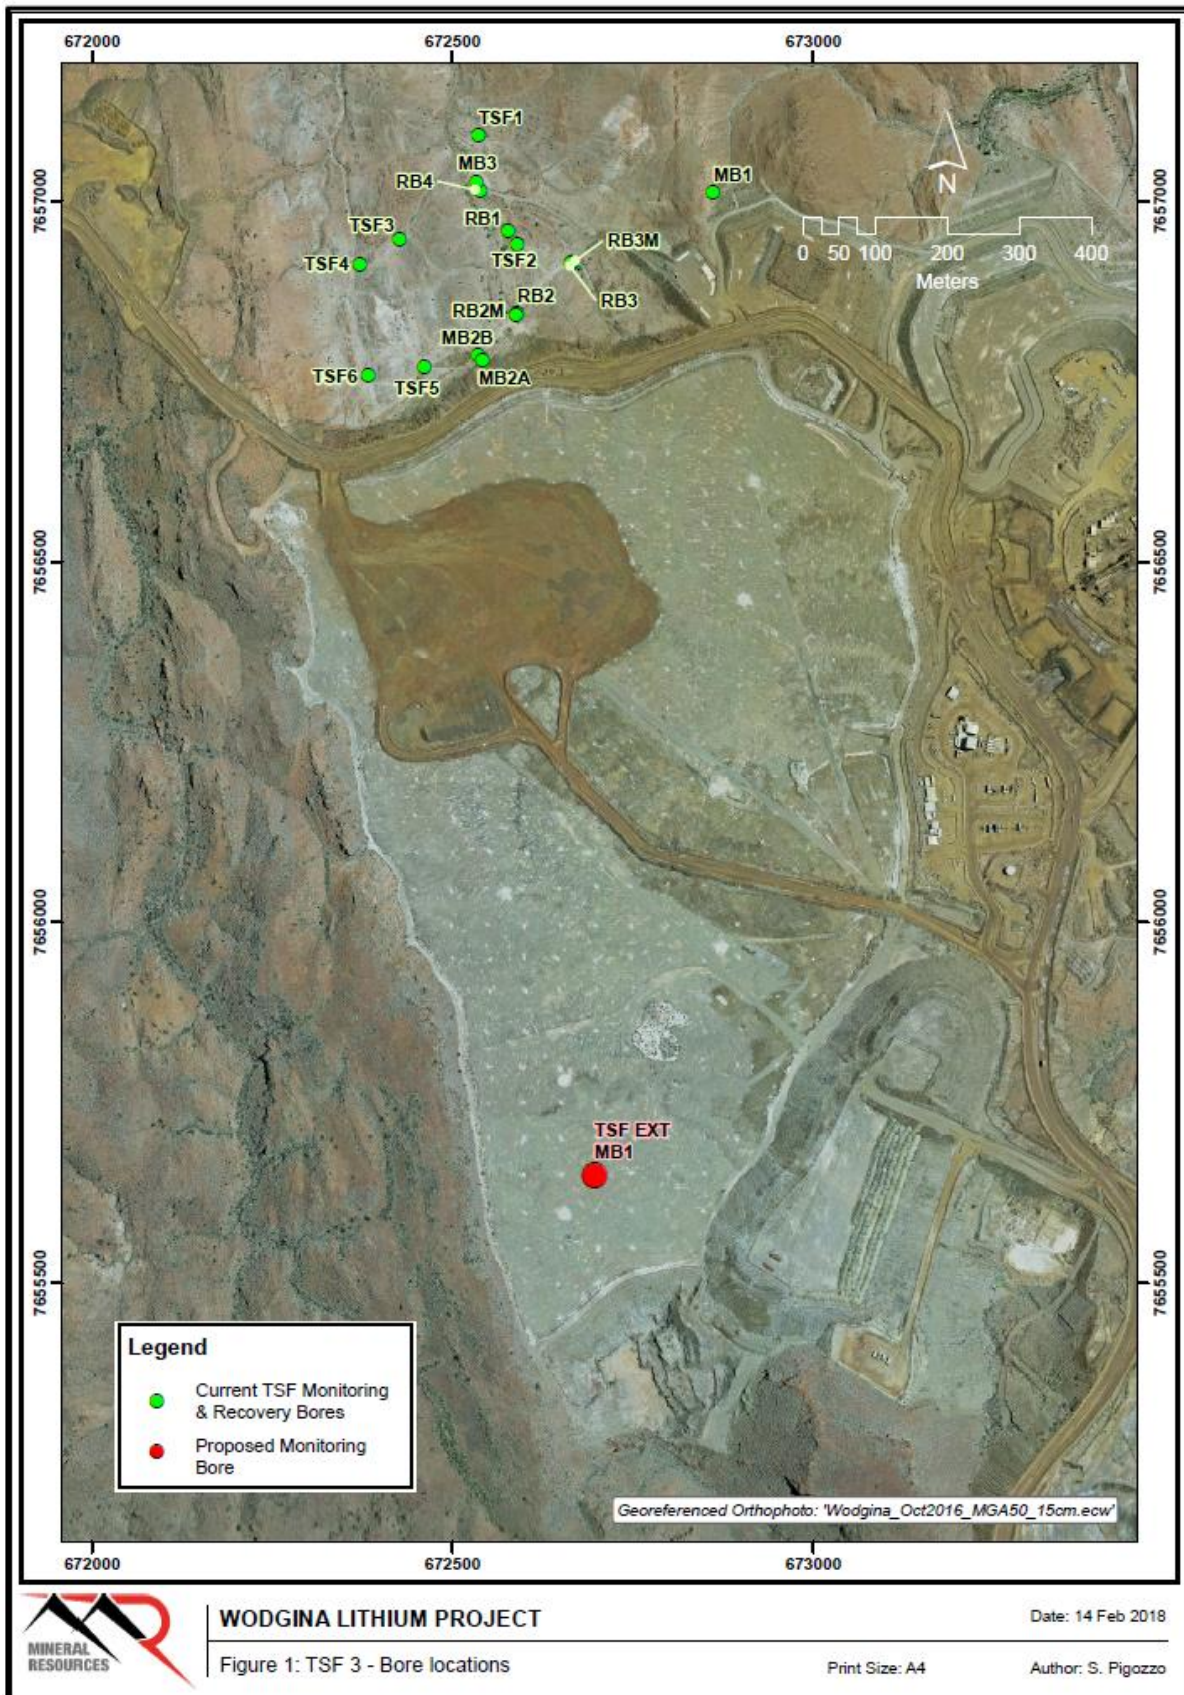 672000
672500
673000
TSF1
MB3
RB4
MB1
RB1
TSF3
TSF2
RB3M
TSF4
RB3
RB2
RB2M
MB2B
MB2A
TSF6
TSF5
N
0 50 100 200 300 400
Meters
7657000
7657000
7656500
7656500
7656000
7656000
7655500
7655500
TSF EXT
MB1
Legend
Current TSF Monitoring
& Recovery Bores
Proposed Monitoring
Bore
Georeferenced Orthophoto: 'Wodgina_Oct2016_MGA50_15cm.ecw'
672000
672500
673000
MINERAL
RESOURCES
WODGINA LITHIUM PROJECT
Date: 14 Feb 2018
Figure 1: TSF 3 - Bore locations
Print Size: A4
Author: S. Pigozzo